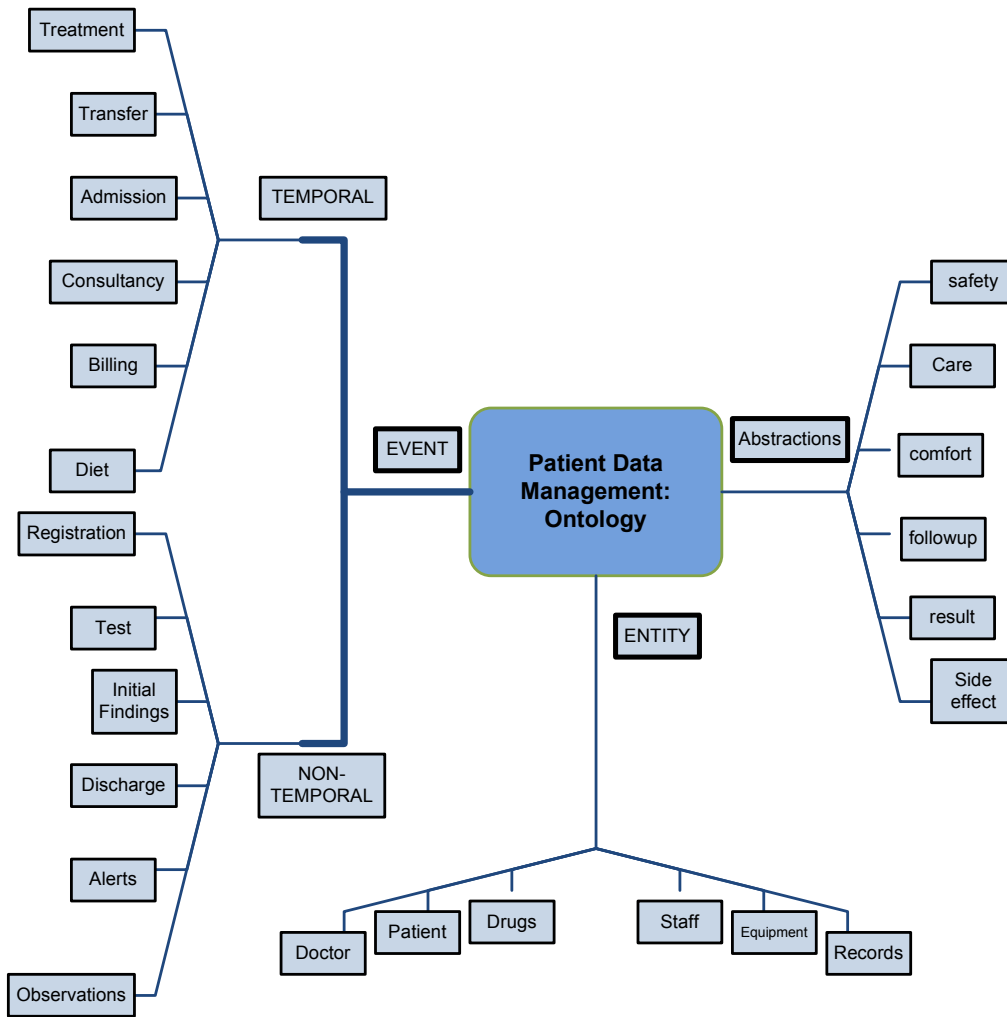 Treatment
Transfer
Admission
TEMPORAL
Consultancy
Billing
Diet
EVENT
Registration
Test
Initial
Findings
Discharge
NON-
TEMPORAL
Alerts
Observations
Patient Data
Management:
Ontology
Abstractions
safety
Care
comfort
followup
result
Side
effect
ENTITY
Doctor
Patient
Drugs
Staff
Equipment
Records